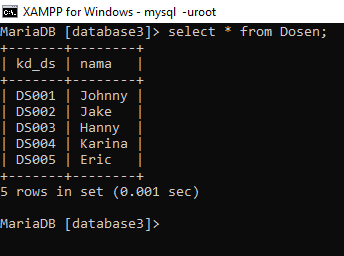 XAMPP for Windows - mysql -uroot
MariaDB [database3]> select * from Dosen;
+-------+--------+
| kd_ds | nama   |
+-------+--------+
| DS001 | Johnny |
| DS002 | Jake   |
| DS003 | Hanny  |
| DS004 | Karina |
| DS005 | Eric   |
+-------+--------+
5 rows in set (0.001 sec)
MariaDB [database3]>